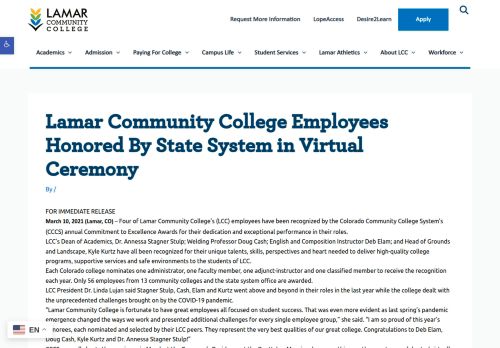 LAMAR
COMMUNITY
COLLEGE
Request More Information LopeAccess Desire2Learn Apply
Academics Admission Paying For College Campus Life Student Services Lamar Athletics About LCC Workforce
Lamar Community College Employees
Honored By State System in Virtual
Ceremony
By /
FOR IMMEDIATE RELEASE
March 10, 2021 (Lamar, CO) – Four of Lamar Community College's (LCC) employees have been recognized by the Colorado Community College System's
(CCCS) annual Commitment to Excellence Awards for their dedication and exceptional performance in their roles.
LCC's Dean of Academics, Dr. Annessa Stagner Stulp; Welding Professor Doug Cash; English and Composition Instructor Deb Elam; and Head of Grounds
and Landscape, Kyle Kurtz have all been recognized for their unique talents, skills, perspectives and heart needed to deliver high-quality college
programs, supportive services and safe environments to the students of LCC.
Each Colorado college nominates one administrator, one faculty member, one adjunct-instructor and one classified member to receive the recognition
each year. Only 56 employees from 13 community colleges and the state system office are awarded.
LCC President Dr. Linda Lujan said Stagner Stulp, Cash, Elam and Kurtz went above and beyond in their roles in the last year while the college dealt with
the unprecedented challenges brought on by the COVID-19 pandemic.
"Lamar Community College is fortunate to have great employees all focused on student success. That was even more evident as last spring's pandemic
emergence changed the ways we work and presented additional challenges for every single employee group," she said. "I am so proud of this year's
onorees, each nominated and selected by their LCC peers. They represent the very best qualities of our great college. Congratulations to Deb Elam,
Doug Cash, Kyle Kurtz and Dr. Annessa Stagner Stulp!"
EN